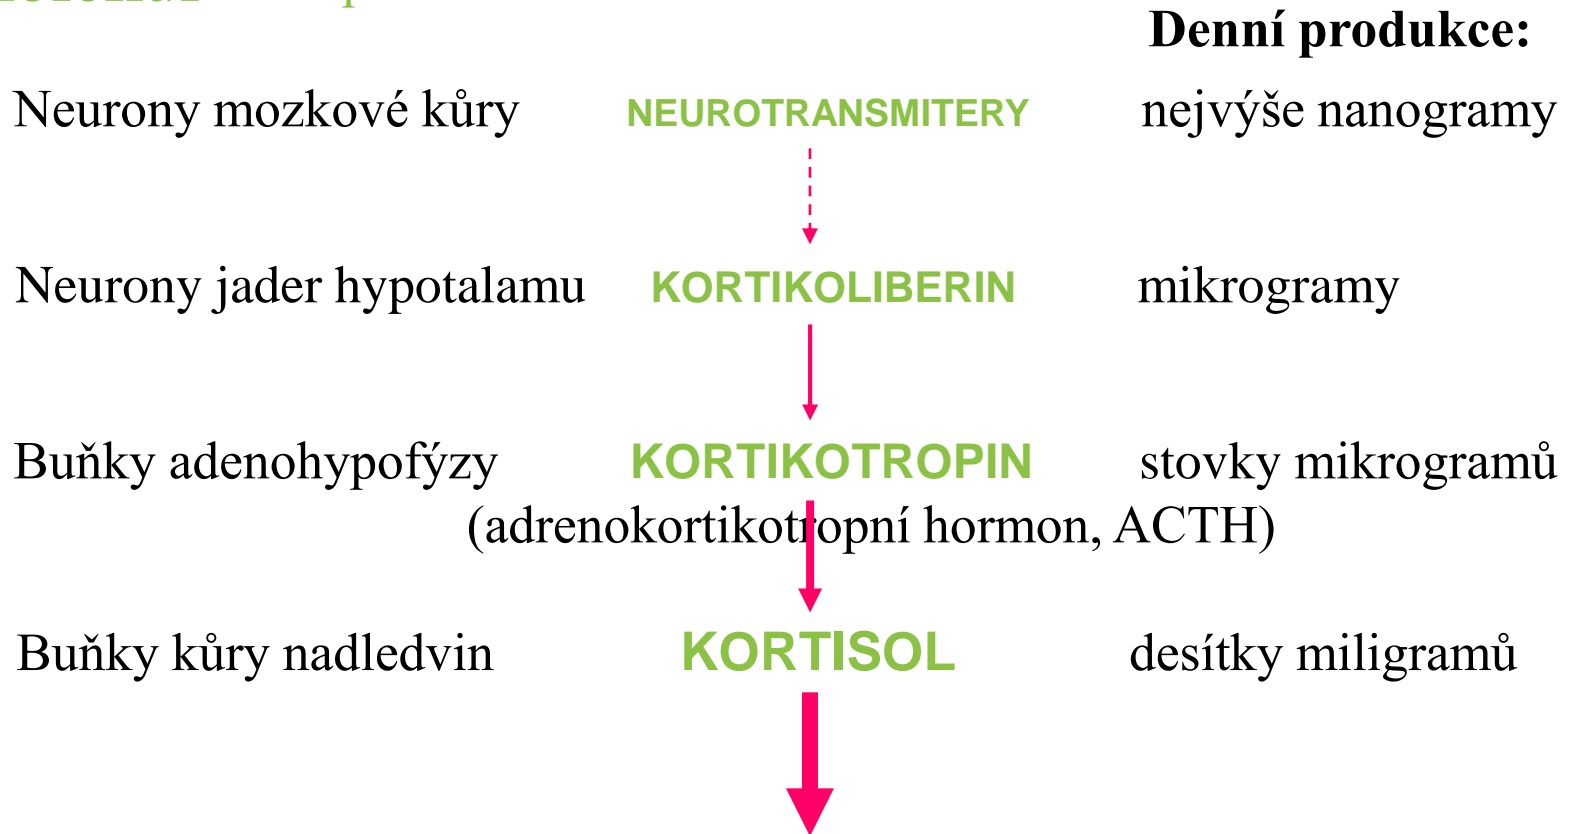 Denní produkce:
Neurony mozkové kůry NEUROTRANSMITERY nejvýše nanogramy
Neurony jader hypotalamu KORTIKOLIBERIN mikrogramy
Buňky adenohypofýzy KORTIKOTROPIN stovky mikrogramů
(adrenokortikotropní hormon, ACTH)
Buňky kůry nadledvin KORTISOL desítky miligramů